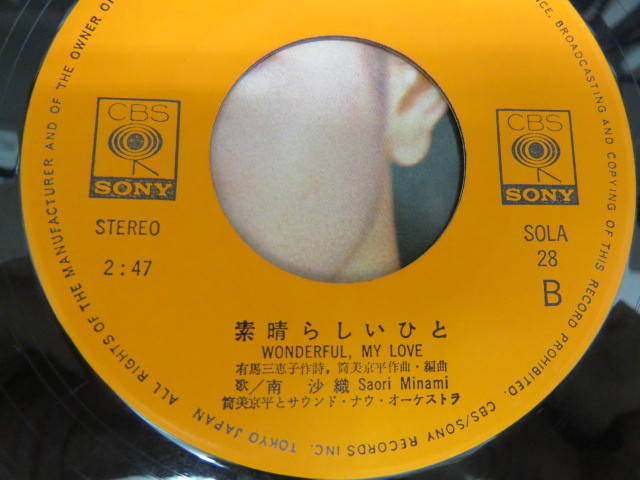 ALL RIGHTS OF THE MANUFACTURER AND OF THE OWNER OF
CE, BROADCASTING AND COPYING OF THIS RECORD PROHIBITED. CBS/SONY RECORDS INC. TOKYO JAPAN
CBS
SONY
STEREO
2:47
CBS
SONY
SOLA
28
B
素晴らしいひと
WONDERFUL, MY LOVE
有馬三恵子作詩, 筒美京平作曲・編曲
歌/南 沙織 Saori Minami
筒美京平とサウンド・ナウ・オーケストラ